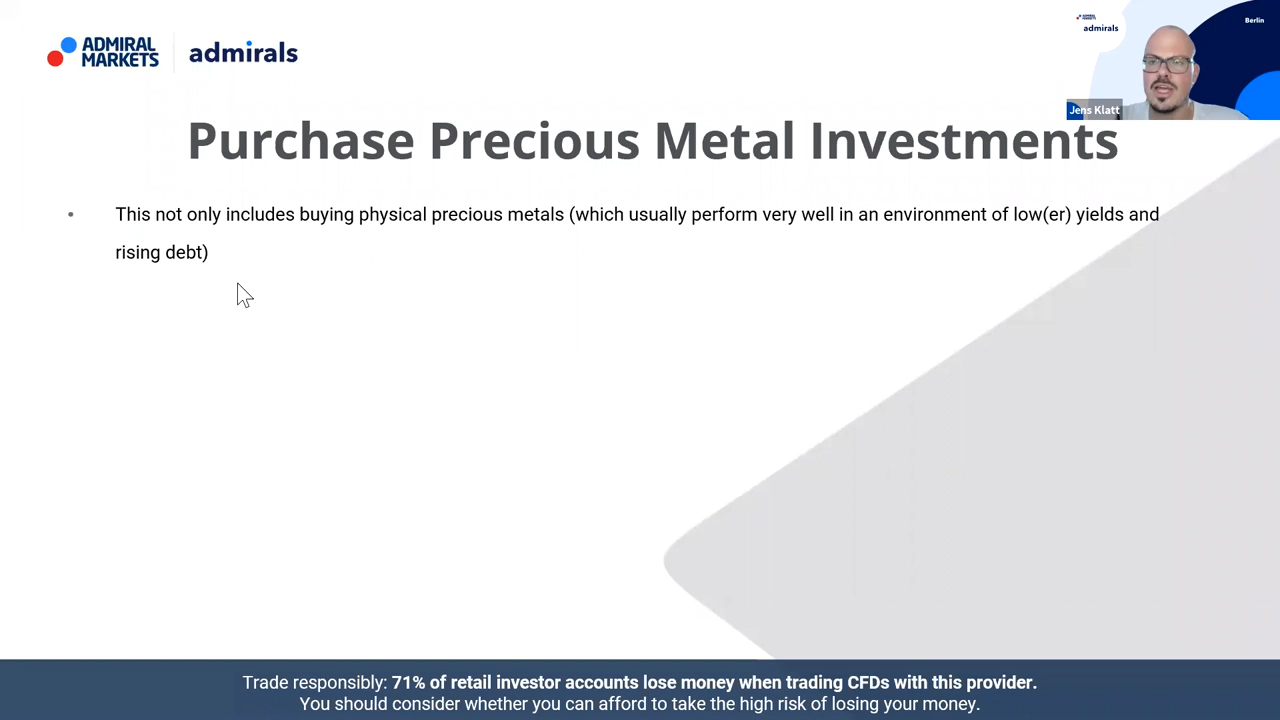 ADMIRAL
MARKETS
admirals
ADMIRAL
MARKETS
admirals
Berlin
Jens Klatt
Purchase Precious Metal Investments
• This not only includes buying physical precious metals (which usually perform very well in an environment of low(er) yields and
rising debt)
Trade responsibly: 71% of retail investor accounts lose money when trading CFDs with this provider.
You should consider whether you can afford to take the high risk of losing your money.